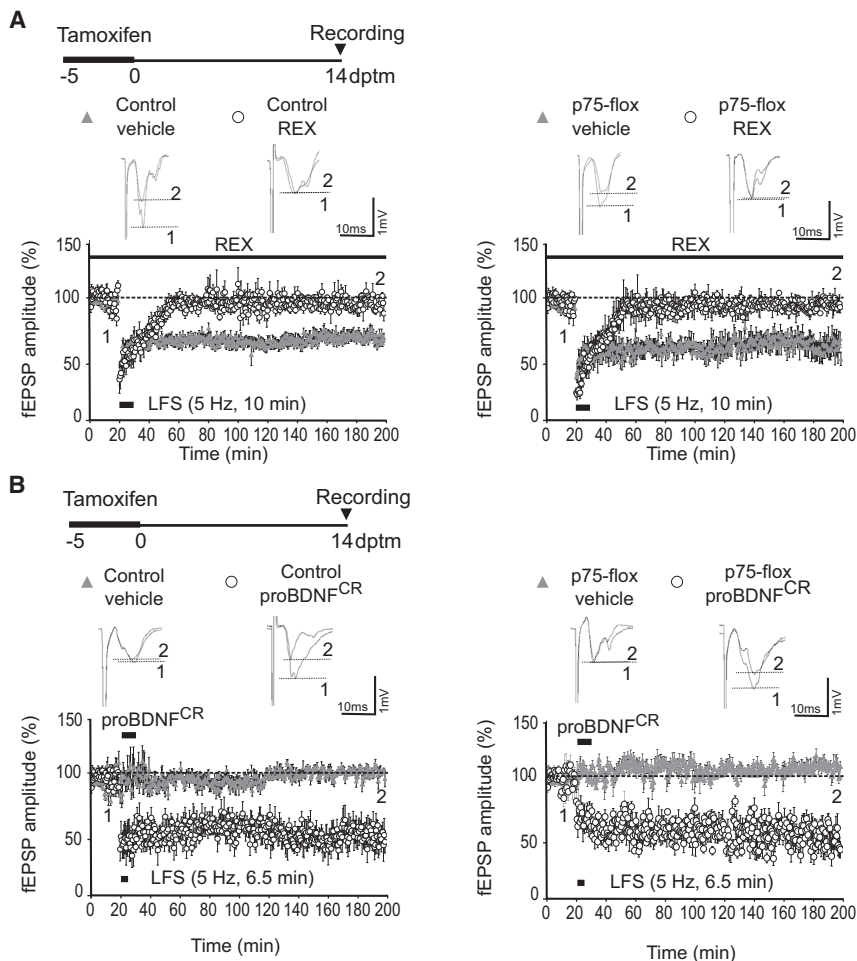 A
Tamoxifen
Recording
-5
0
14 dptm
Control
vehicle
Control
REX
p75-flox
vehicle
p75-flox
REX
2
1
2
1
10ms
1mV
2
1
2
1
10ms
1mV
REX
fEPSP amplitude (%)
150
100
50
0
1
2
LFS (5 Hz, 10 min)
0 20 40 60 80 100 120 140 160 180 200
Time (min)
REX
fEPSP amplitude (%)
150
100
50
0
1
2
LFS (5 Hz, 10 min)
0 20 40 60 80 100 120 140 160 180 200
Time (min)
B
Tamoxifen
Recording
-5
0
14 dptm
Control
vehicle
Control
proBDNF^CR
p75-flox
vehicle
p75-flox
proBDNF^CR
2
1
2
1
10ms
1mV
2
1
2
1
10ms
1mV
proBDNF^CR
fEPSP amplitude (%)
150
100
50
0
1
2
LFS (5 Hz, 6.5 min)
0 20 40 60 80 100 120 140 160 180 200
Time (min)
proBDNF^CR
fEPSP amplitude (%)
150
100
50
0
1
2
LFS (5 Hz, 6.5 min)
0 20 40 60 80 100 120 140 160 180 200
Time (min)